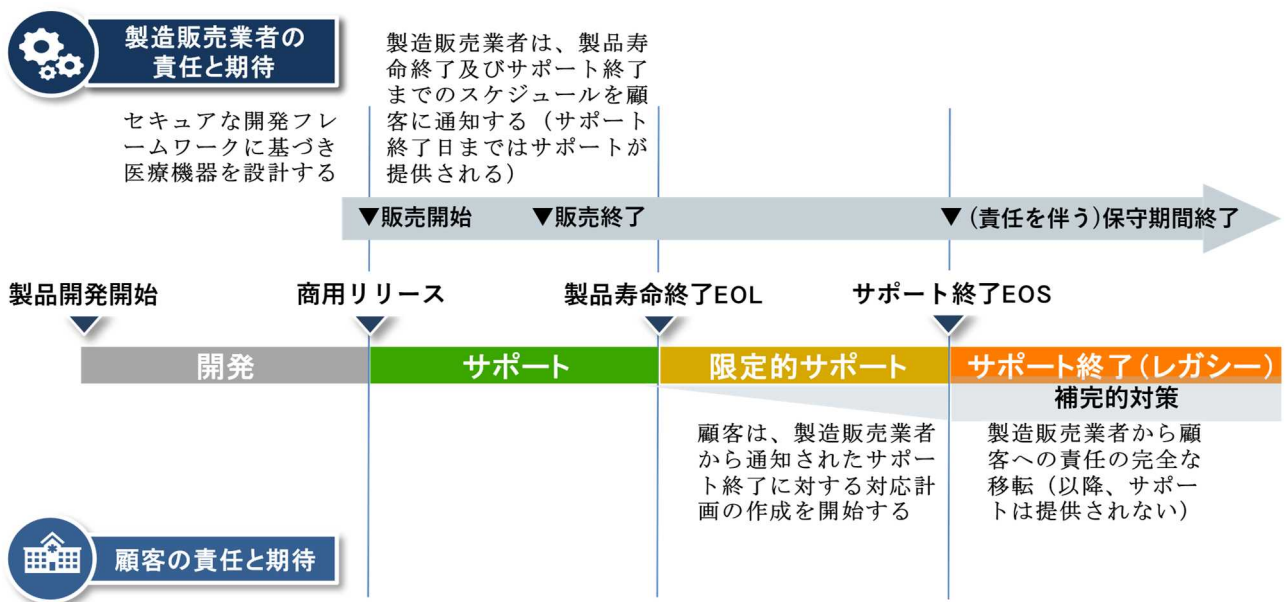 製造販売業者の
責任と期待
セキュアな開発フレ
ームワークに基づき
医療機器を設計する
製造販売業者は、製品寿
命終了及びサポート終了
までのスケジュールを顧
客に通知する（サポート
終了日まではサポートが
提供される）
▼販売開始
▼販売終了
▼(責任を伴う)保守期間終了
製品開発開始
商用リリース
製品寿命終了EOL
サポート終了EOS
開発
サポート
限定的サポート
サポート終了(レガシー)
補完的対策
顧客は、製造販売業者
から通知されたサポー
ト終了に対する対応計
画の作成を開始する
製造販売業者から顧
客への責任の完全な
移転（以降、サポー
トは提供されない）
顧客の責任と期待